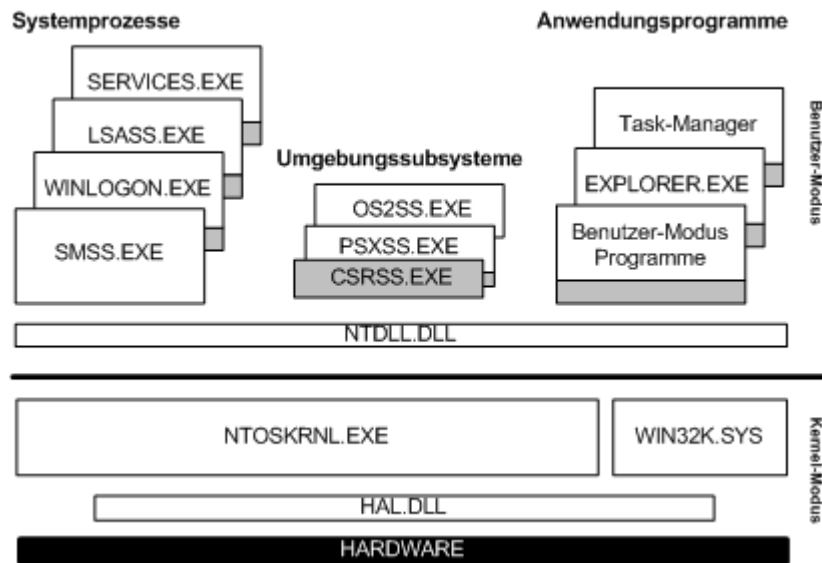 Systemprozesse
SERVICES.EXE
LSASS.EXE
WINLOGON.EXE
SMSS.EXE
Umgebungssubsysteme
OS2SS.EXE
PSXSS.EXE
CSRSS.EXE
Anwendungsprogramme
Task-Manager
EXPLORER.EXE
Benutzer-Modus
Programme
Benutzer-Modus
NTDLL.DLL
NTOSKRNL.EXE
WIN32K.SYS
Kernel-Modus
HAL.DLL
HARDWARE